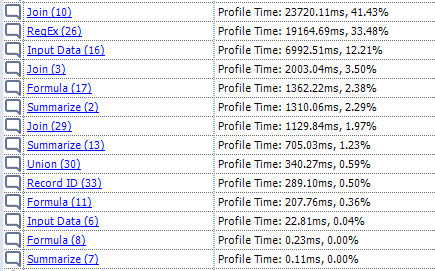 Join (10) Profile Time: 23720.11ms, 41.43%
RegEx (26) Profile Time: 19164.69ms, 33.48%
Input Data (16) Profile Time: 6992.51ms, 12.21%
Join (3) Profile Time: 2003.04ms, 3.50%
Formula (17) Profile Time: 1362.22ms, 2.38%
Summarize (2) Profile Time: 1310.06ms, 2.29%
Join (29) Profile Time: 1129.84ms, 1.97%
Summarize (13) Profile Time: 705.03ms, 1.23%
Union (30) Profile Time: 340.27ms, 0.59%
Record ID (33) Profile Time: 289.10ms, 0.50%
Formula (11) Profile Time: 207.76ms, 0.36%
Input Data (6) Profile Time: 22.81ms, 0.04%
Formula (8) Profile Time: 0.23ms, 0.00%
Summarize (7) Profile Time: 0.11ms, 0.00%